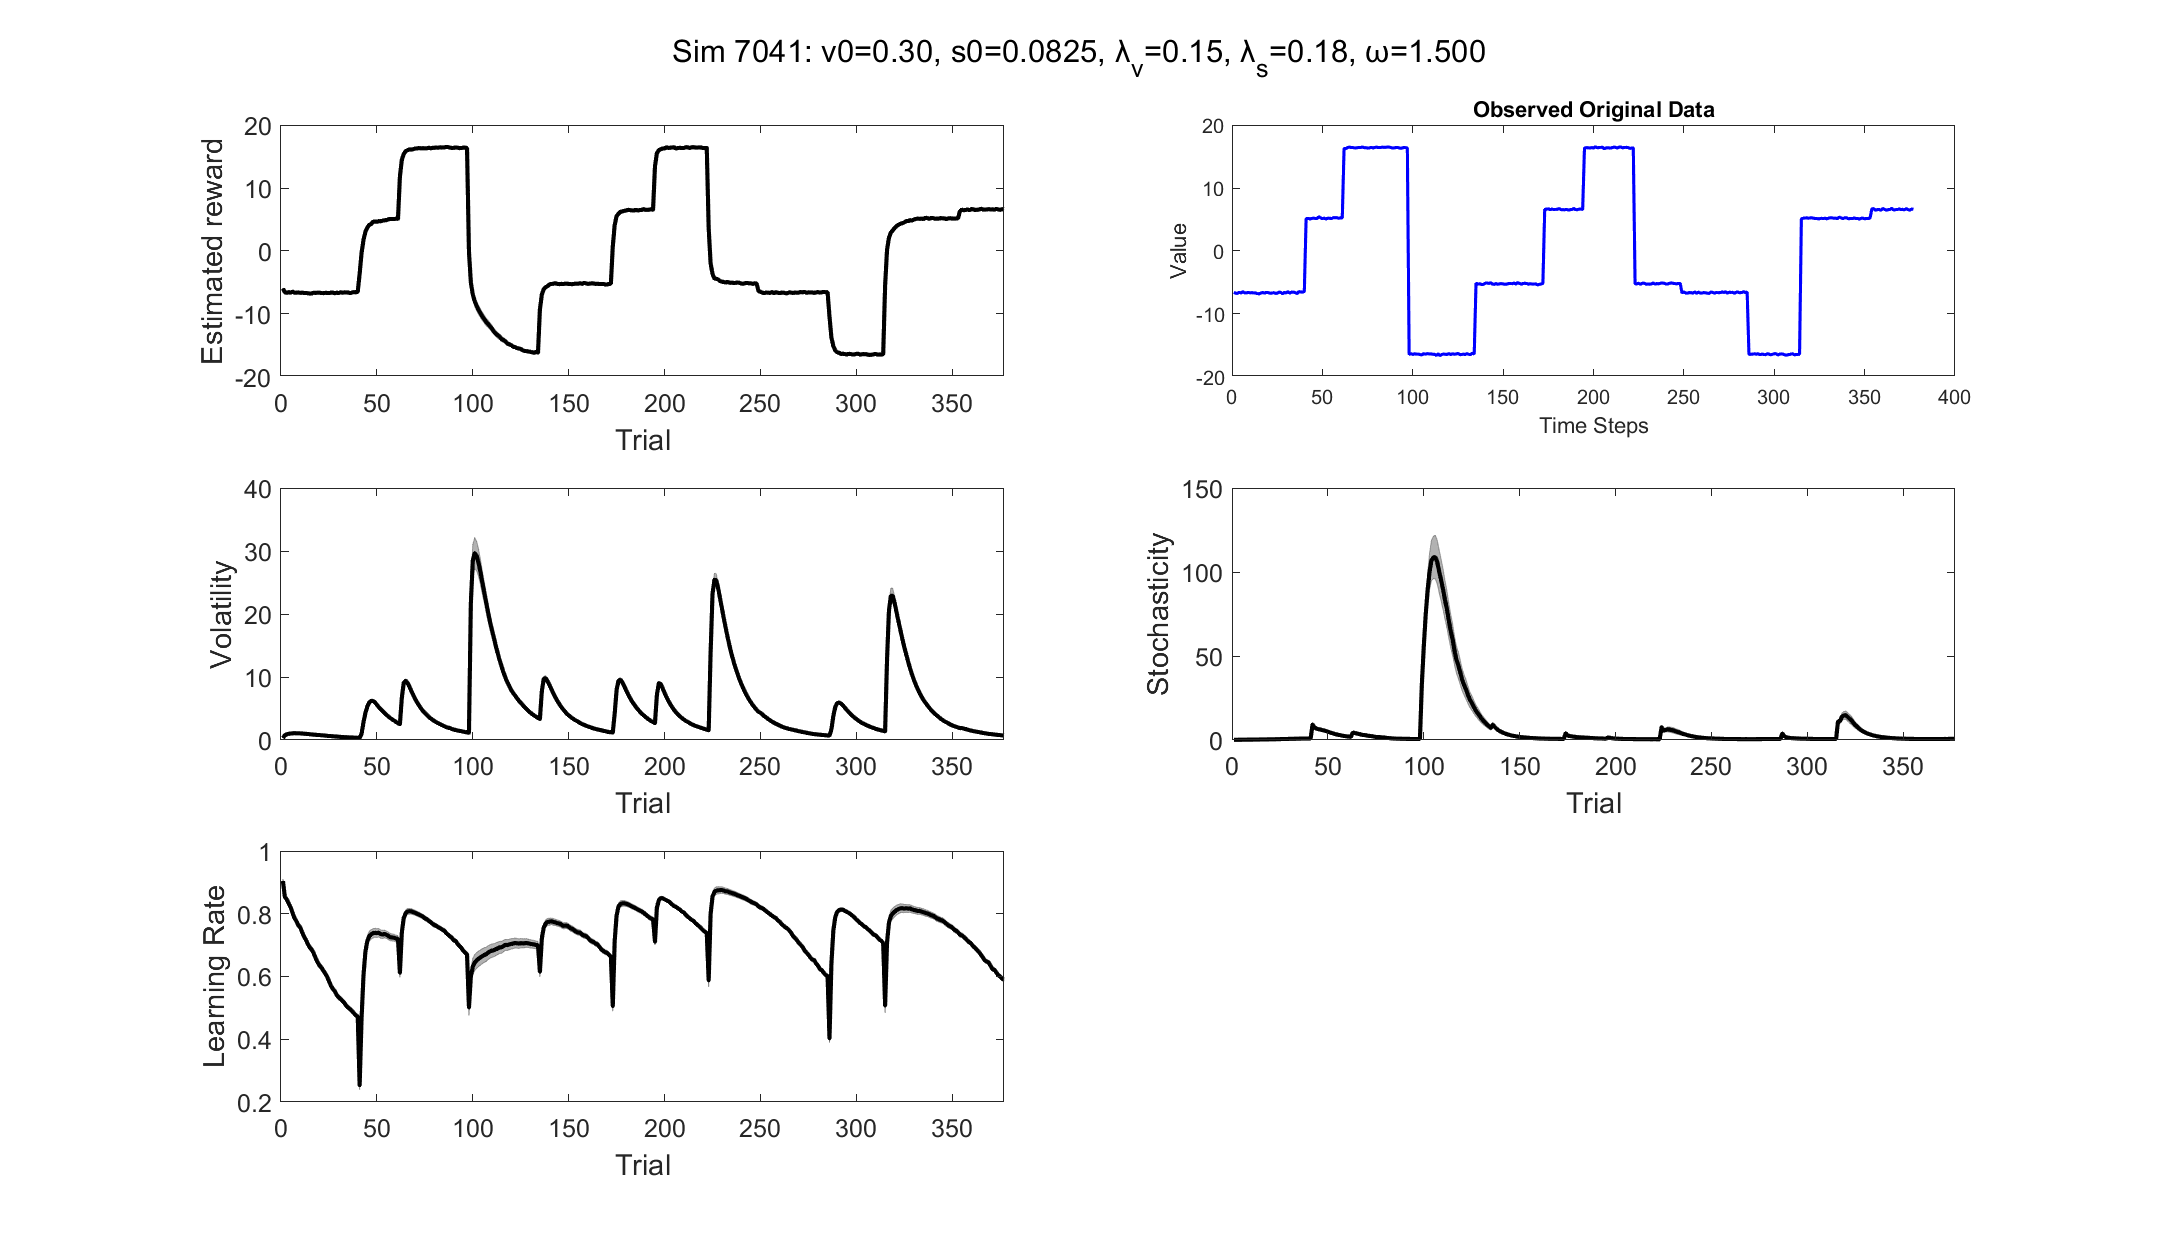 Sim 7041: v0=0.30, s0=0.0825, λ_v=0.15, λ_s=0.18, ω=1.500
20
10
0
-10
-20
Estimated reward
0 50 100 150 200 250 300 350
Trial
Observed Original Data
20
10
0
-10
-20
Value
0 50 100 150 200 250 300 350 400
Time Steps
40
30
20
10
0
Volatility
0 50 100 150 200 250 300 350
Trial
150
100
50
0
Stochasticity
0 50 100 150 200 250 300 350
Trial
1
0.8
0.6
0.4
0.2
Learning Rate
0 50 100 150 200 250 300 350
Trial